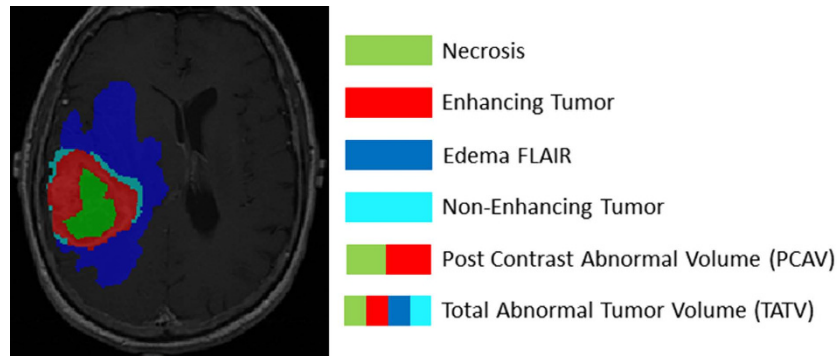 Necrosis
Enhancing Tumor
Edema FLAIR
Non-Enhancing Tumor
Post Contrast Abnormal Volume (PCAV)
Total Abnormal Tumor Volume (TATV)